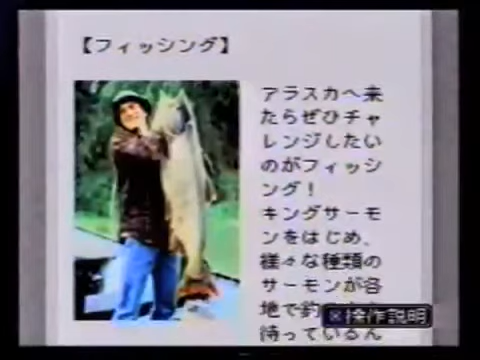 【フィッシング】
アラスカへ来
たらぜひチャ
レンジしたい
のがフィッシ
ング！
キングサーモ
ンをはじめ、
様々な種類の
サーモンが各
地で釣
待っているん
※操作説明